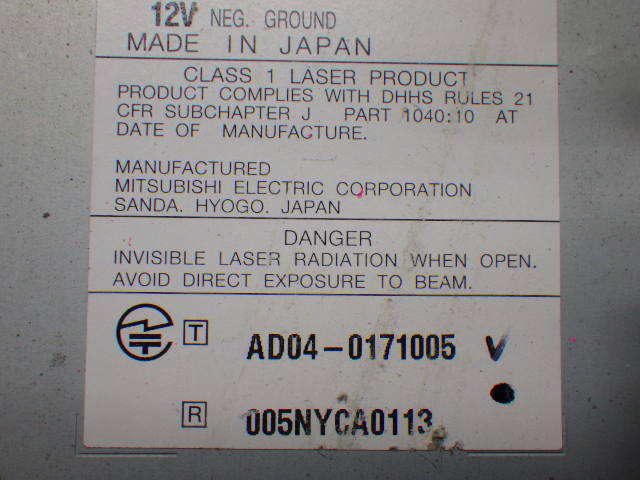 12V NEG. GROUND
MADE IN JAPAN
CLASS 1 LASER PRODUCT
PRODUCT COMPLIES WITH DHHS RULES 21
CFR SUBCHAPTER J PART 1040:10 AT
DATE OF MANUFACTURE.
MANUFACTURED
MITSUBISHI ELECTRIC CORPORATION
SANDA. HYOGO. JAPAN
DANGER
INVISIBLE LASER RADIATION WHEN OPEN.
AVOID DIRECT EXPOSURE TO BEAM.
T AD04-0171005 V
R 005NYCA0113